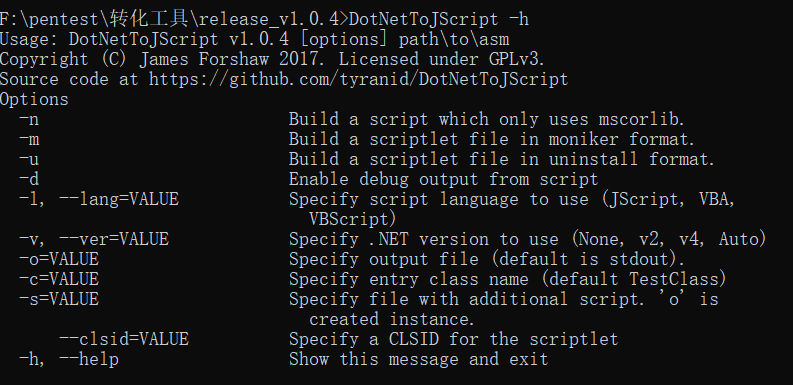 F:\pentest\转化工具\release_v1.0.4>DotNetToJScript -h
Usage: DotNetToJScript v1.0.4 [options] path\to\asm
Copyright (C) James Forshaw 2017. Licensed under GPLv3.
Source code at https://github.com/tyranid/DotNetToJScript
Options
  -n                         Build a script which only uses mscorlib.
  -m                         Build a scriptlet file in moniker format.
  -u                         Build a scriptlet file in uninstall format.
  -d                         Enable debug output from script
  -l, --lang=VALUE           Specify script language to use (JScript, VBA,
                               VBScript)
  -v, --ver=VALUE            Specify .NET version to use (None, v2, v4, Auto)
  -o=VALUE                   Specify output file (default is stdout).
  -c=VALUE                   Specify entry class name (default TestClass)
  -s=VALUE                   Specify file with additional script. 'o' is
                               created instance.
      --clsid=VALUE          Specify a CLSID for the scriptlet
  -h, --help                 Show this message and exit